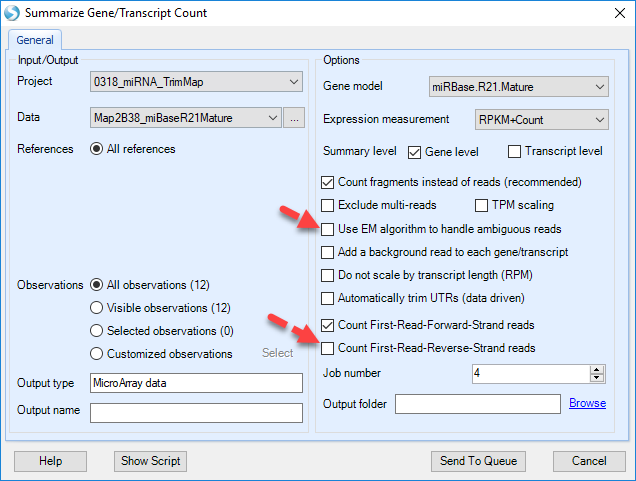 Summarize Gene/Transcript Count
General
Input/Output
Project 0318_miRNA_TrimMap
Data Map2B38_miBaseR21Mature ...
References All references
Observations All observations (12)
Visible observations (12)
Selected observations (0)
Customized observations Select
Output type MicroArray data
Output name
Options
Gene model miRBase.R21.Mature
Expression measurement RPKM+Count
Summary level Gene level Transcript level
Count fragments instead of reads (recommended)
Exclude multi-reads TPM scaling
Use EM algorithm to handle ambiguous reads
Add a background read to each gene/transcript
Do not scale by transcript length (RPM)
Automatically trim UTRs (data driven)
Count First-Read-Forward-Strand reads
Count First-Read-Reverse-Strand reads
Job number 4
Output folder Browse
Help Show Script Send To Queue Cancel